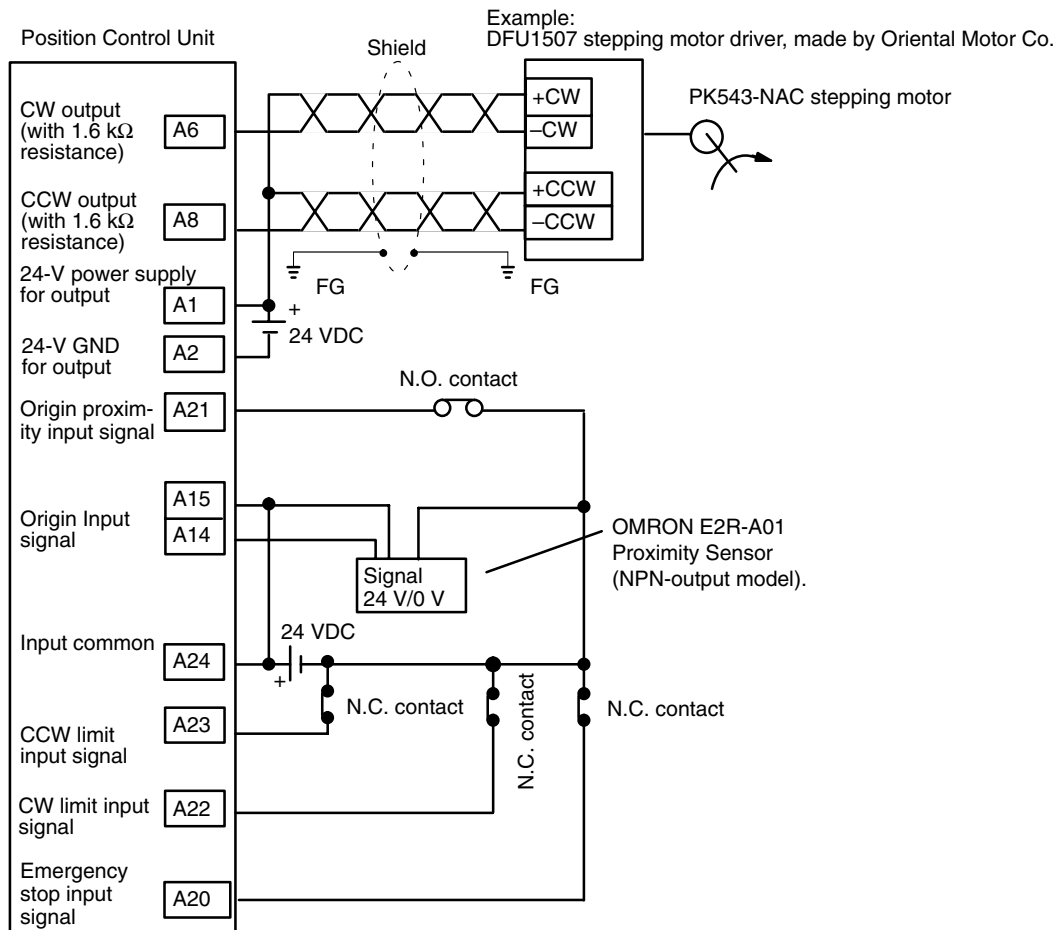 Example:
DFU1507 stepping motor driver, made by Oriental Motor Co.
Position Control Unit
Shield
CW output
(with 1.6 kΩ
resistance)
A6
+CW
–CW
PK543-NAC stepping motor
CCW output
(with 1.6 kΩ
resistance)
A8
+CCW
–CCW
24-V power supply
for output
A1
FG
FG
+
24 VDC
24-V GND
for output
A2
N.O. contact
Origin proxim-
ity input signal
A21
A15
Origin Input
signal
A14
Signal
24 V/0 V
OMRON E2R-A01
Proximity Sensor
(NPN-output model).
Input common
A24
24 VDC
+
CCW limit
input signal
A23
N.C. contact
N.C. contact
N.C. contact
CW limit input
signal
A22
Emergency
stop input
signal
A20